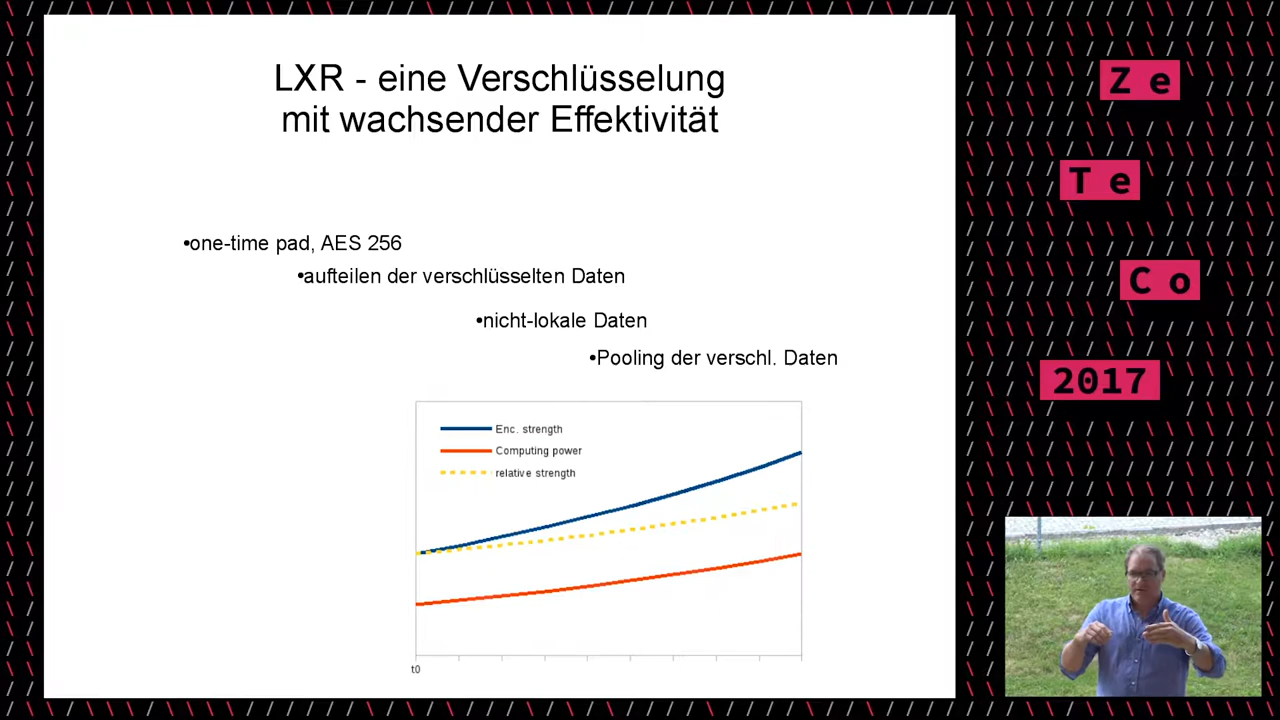 LXR - eine Verschlüsselung
mit wachsender Effektivität
•one-time pad, AES 256
•aufteilen der verschlüsselten Daten
•nicht-lokale Daten
•Pooling der verschl. Daten
Enc. strength
Computing power
relative strength
t0
Ze
Te
Co
2017